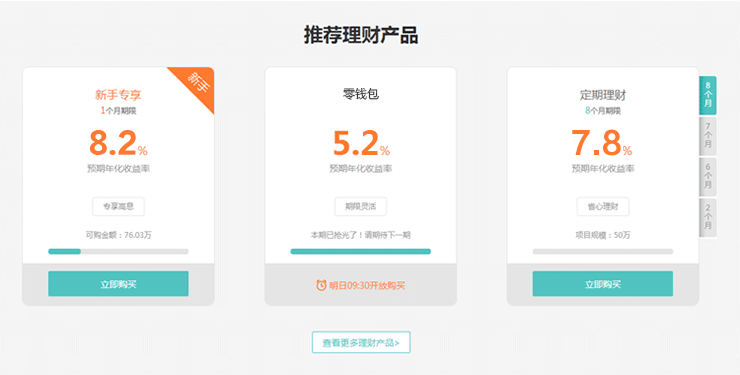 推荐理财产品
新手
新手专享
1个月期限
8.2%
预期年化收益率
专享高息
可购金额：76.03万
立即购买
零钱包
5.2%
预期年化收益率
期限灵活
本期已抢光了！请期待下一期
明日09:30开放购买
定期理财
8个月期限
7.8%
预期年化收益率
省心理财
项目规模：50万
立即购买
8个月
7个月
6个月
2个月
查看更多理财产品>